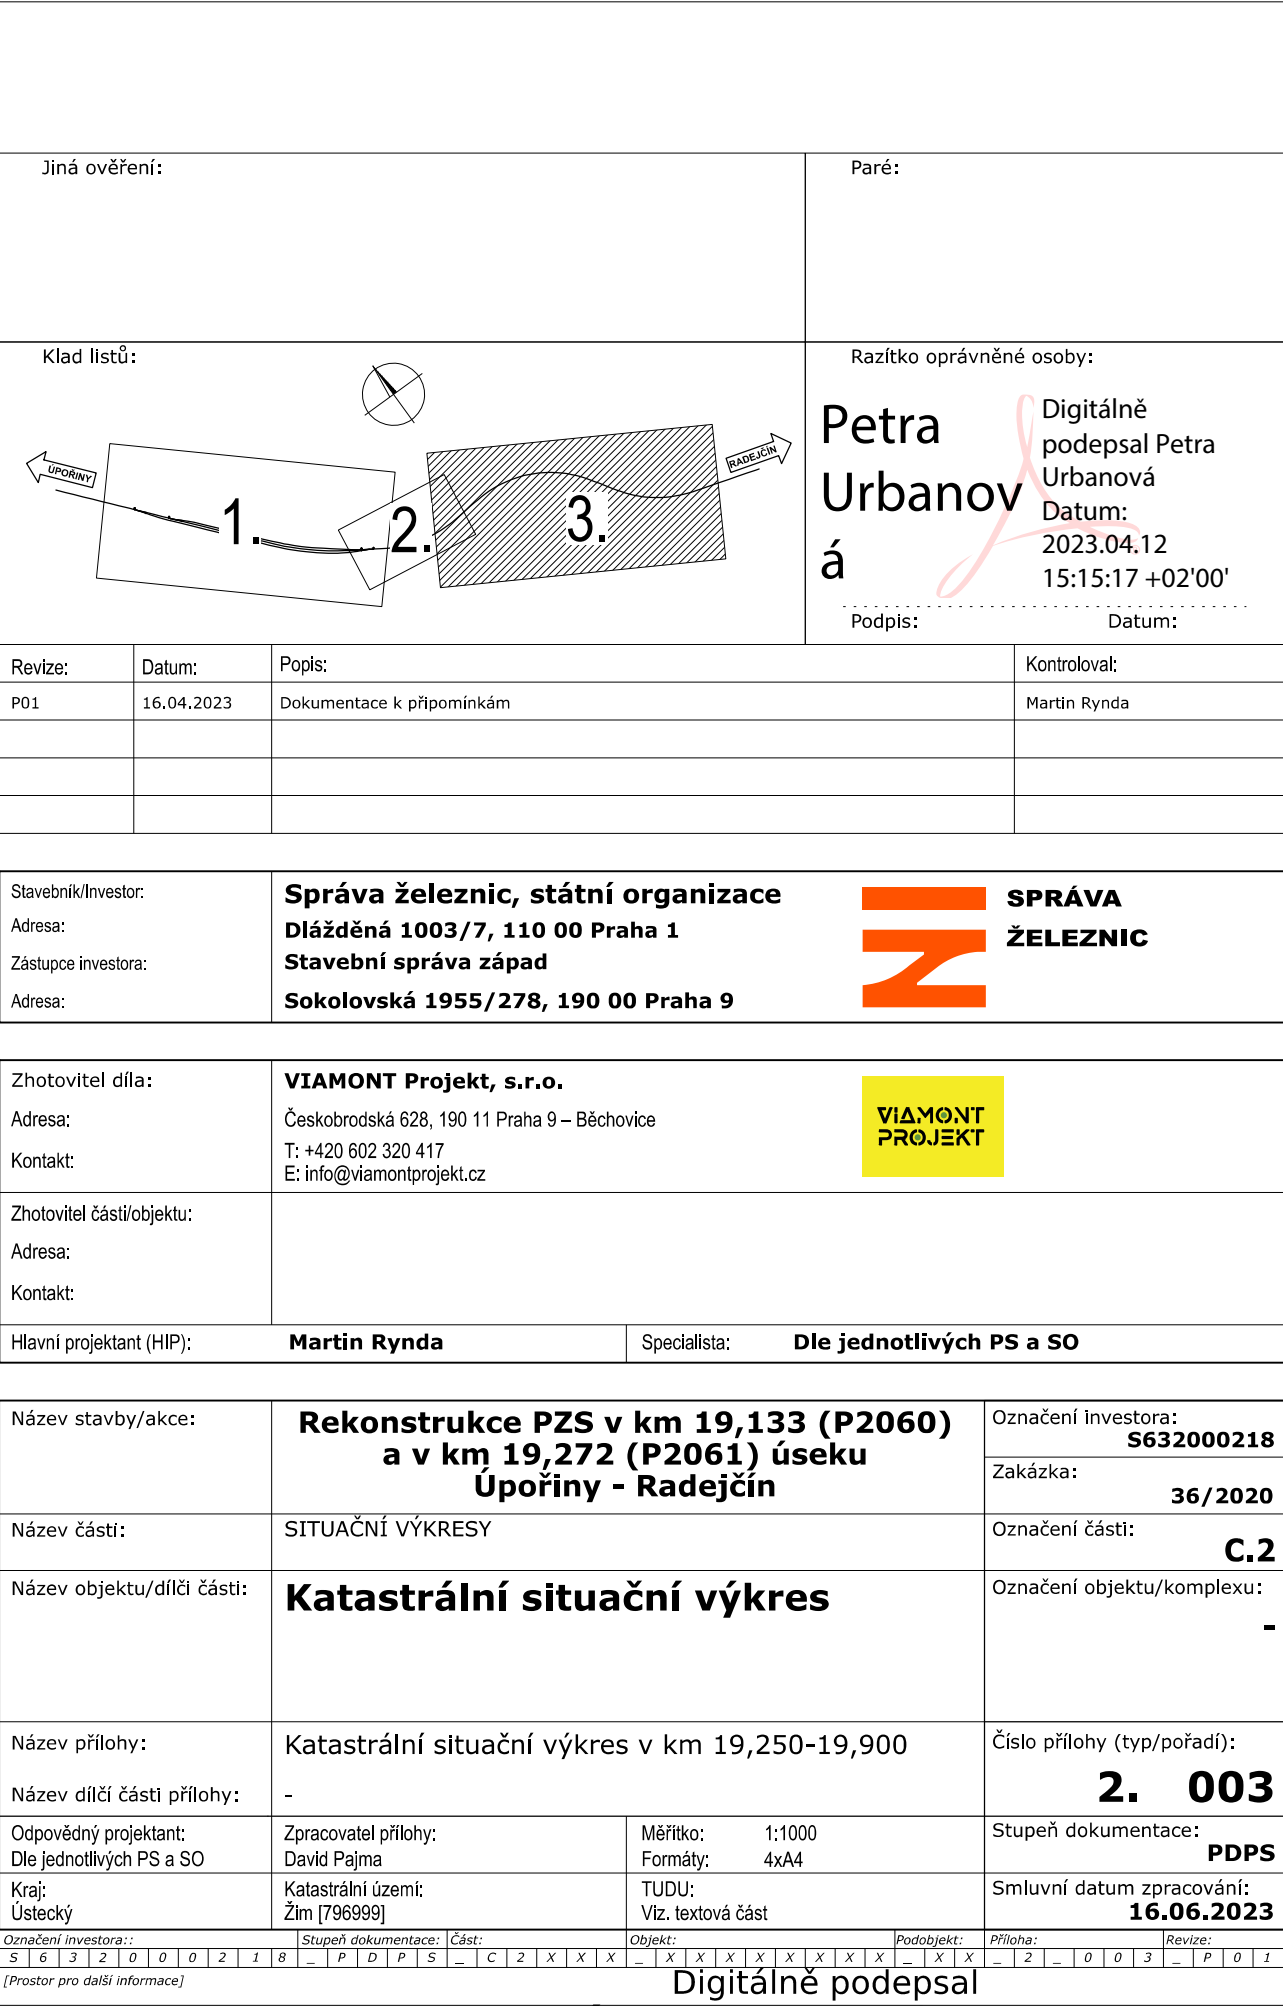 Jiná ověření:
Paré:
Klad listů:
Razítko oprávněné osoby:
ÚPOŘINY
1.
2.
3.
RADEJČÍN
Petra
Urbanov
á
Digitálně
podepsal Petra
Urbanová
Datum:
2023.04.12
15:15:17 +02'00'
Podpis: Datum:
Revize: Datum: Popis: Kontroloval:
P01 16.04.2023 Dokumentace k připomínkám Martin Rynda
Stavebník/Investor: Správa železnic, státní organizace
Adresa: Dlážděná 1003/7, 110 00 Praha 1
Zástupce investora: Stavební správa západ
Adresa: Sokolovská 1955/278, 190 00 Praha 9
SPRÁVA
ŽELEZNIC
Zhotovitel díla: VIAMONT Projekt, s.r.o.
Adresa: Českobrodská 628, 190 11 Praha 9 – Běchovice
Kontakt: T: +420 602 320 417
E: info@viamontprojekt.cz
VIAMONT
PROJEKT
Zhotovitel části/objektu:
Adresa:
Kontakt:
Hlavní projektant (HIP): Martin Rynda Specialista: Dle jednotlivých PS a SO
Název stavby/akce: Rekonstrukce PZS v km 19,133 (P2060)
a v km 19,272 (P2061) úseku
Úpořiny - Radejčín
Označení investora:
S632000218
Zakázka:
36/2020
Název části: SITUAČNÍ VÝKRESY
Označení části:
C.2
Název objektu/dílči části: Katastrální situační výkres
Označení objektu/komplexu:
-
Název přílohy: Katastrální situační výkres v km 19,250-19,900
Číslo přílohy (typ/pořadí):
2. 003
Název dílčí části přílohy: -
Odpovědný projektant: Zpracovatel přílohy: Měřítko: 1:1000 Stupeň dokumentace:
Dle jednotlivých PS a SO David Pajma Formáty: 4xA4 PDPS
Kraj: Katastrální území: TUDU: Smluvní datum zpracování:
Ústecký Žim [796999] Viz. textová část 16.06.2023
Označení investora:: Stupeň dokumentace: Část: Objekt: Podobjekt: Příloha: Revize:
S 6 3 2 0 0 0 2 1 8 _ P D P S _ C 2 X X X _ X X X X X X X X _ X X _ 2 _ 0 0 3 _ P 0 1
[Prostor pro další informace]
Digitálně podepsal